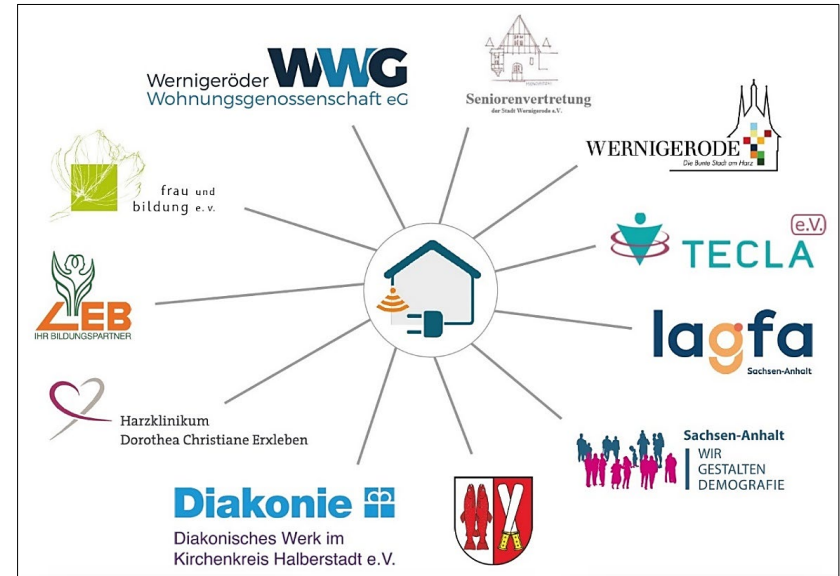 Wernigeröder WWG
Wohnungsgenossenschaft eG
Seniorenvertretung
der Stadt Wernigerode e.V.
WERNIGERODE
Die Bunte Stadt am Harz
frau und
bildung e.v.
e.V.
TECLA
LEB
IHR BILDUNGSPARTNER
lagfa
Sachsen-Anhalt
Harzklinikum
Dorothea Christiane Erxleben
Sachsen-Anhalt
WIR
GESTALTEN
DEMOGRAFIE
Diakonie
Diakonisches Werk im
Kirchenkreis Halberstadt e.V.